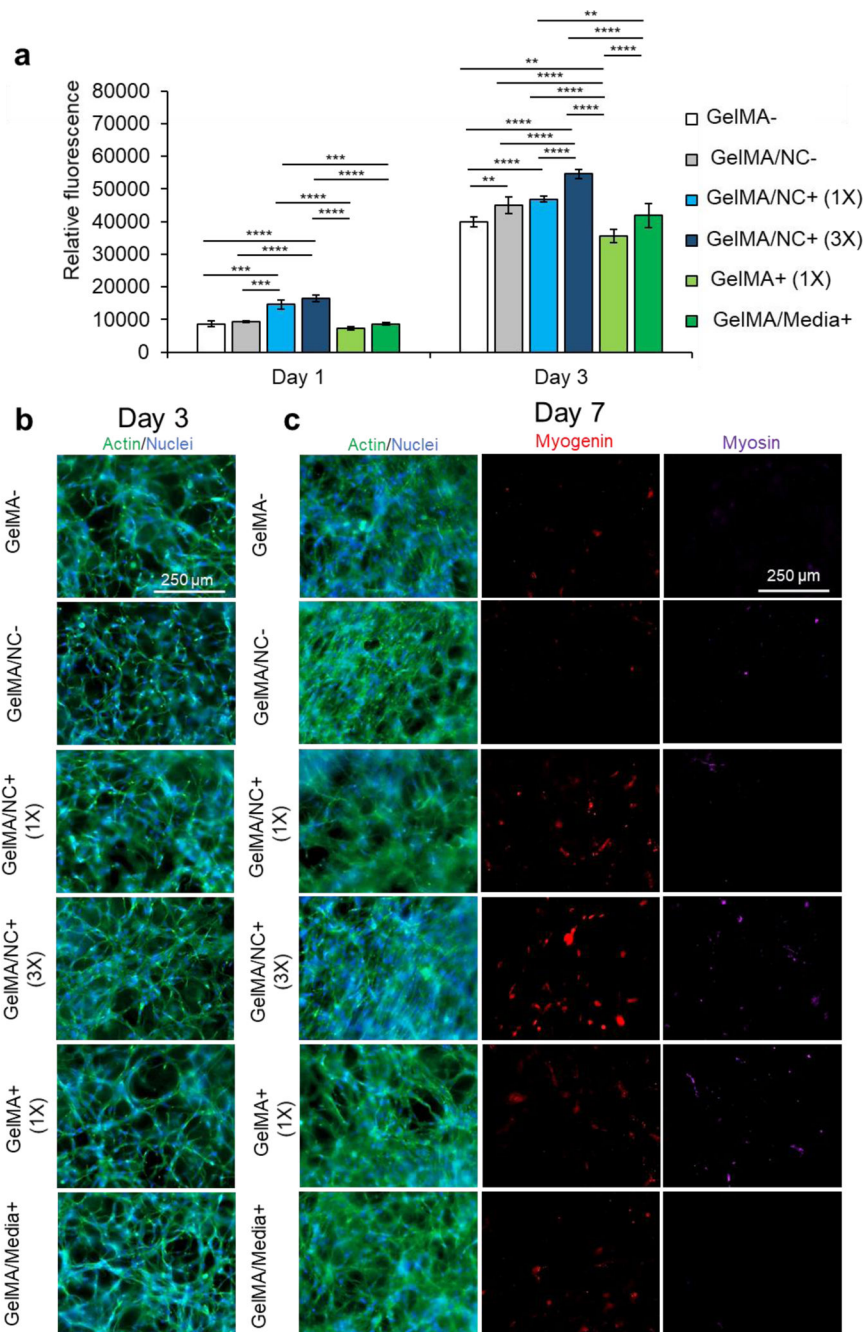 a
Relative fluorescence
80000
70000
60000
50000
40000
30000
20000
10000
0
***
****
****
****
****
****
***
***
**
****
****
**
****
****
****
****
****
****
****
**
Day 1
Day 3
GelMA-
GelMA/NC-
GelMA/NC+ (1X)
GelMA/NC+ (3X)
GelMA+ (1X)
GelMA/Media+
b
Day 3
Actin/Nuclei
GelMA-
250 µm
GelMA/NC-
GelMA/NC+
(1X)
GelMA/NC+
(3X)
GelMA+
(1X)
GelMA/Media+
c
Day 7
Actin/Nuclei
Myogenin
Myosin
GelMA-
250 µm
GelMA/NC-
GelMA/NC+
(1X)
GelMA/NC+
(3X)
GelMA+
(1X)
GelMA/Media+